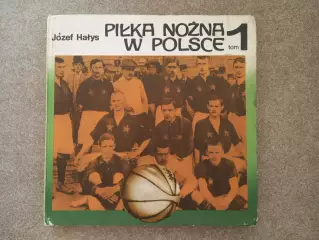 Józef Hałys
PIŁKA NOŻNA
W POLSCE tom 1